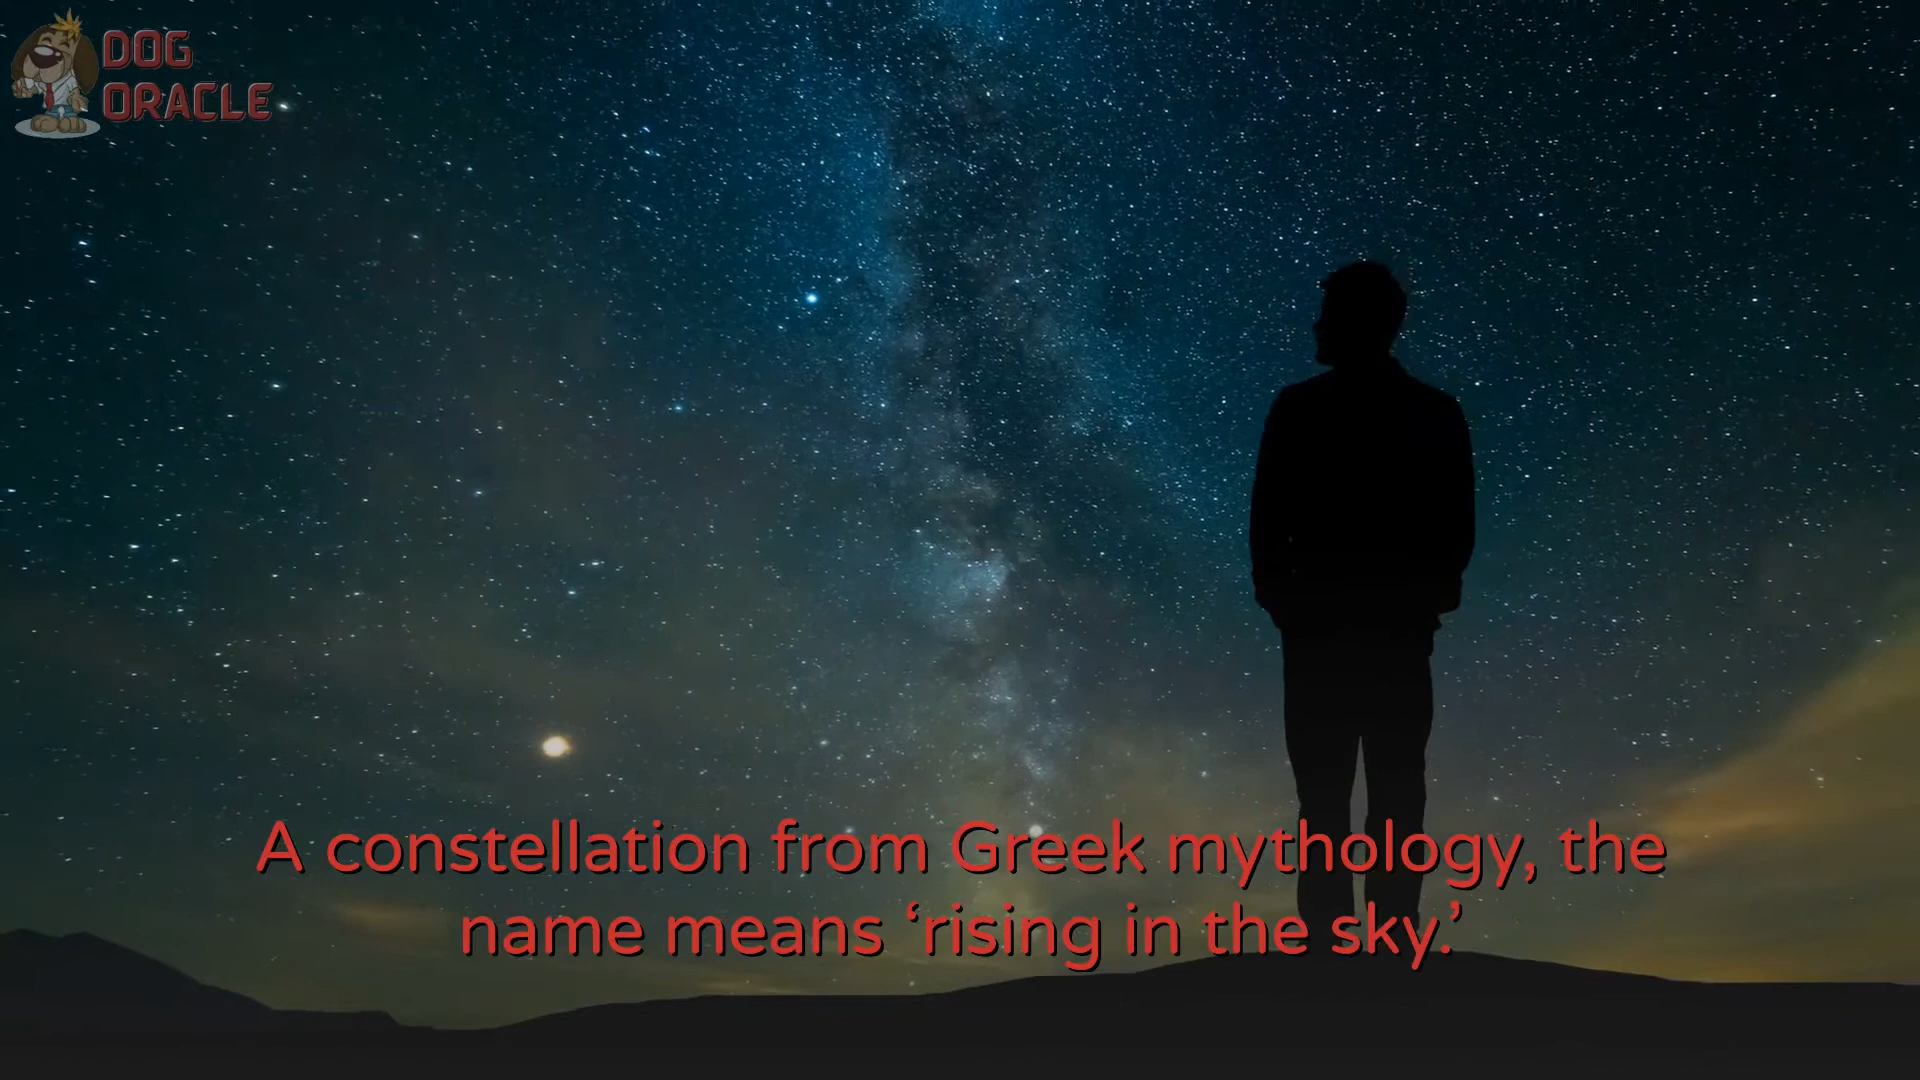 DOG
ORACLE
A constellation from Greek mythology, the
name means ‘rising in the sky.’